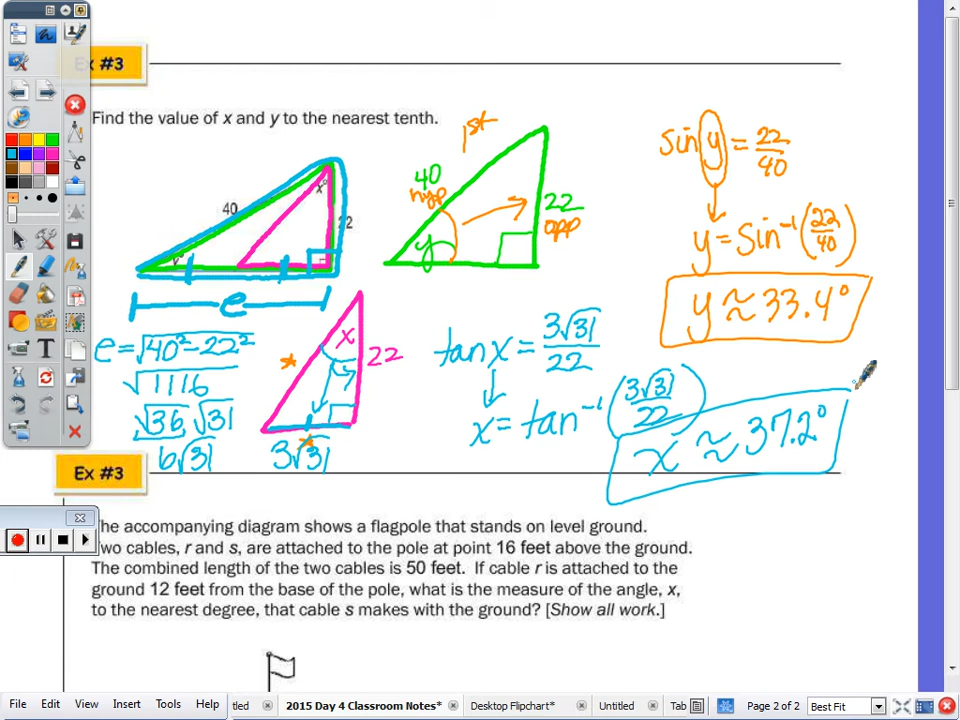 Ex #3
Find the value of x and y to the nearest tenth.
40
x°
22
y°
e
1st
40
hyp
y
22
opp
sin y = 22/40
y = sin⁻¹ (22/40)
y ≈ 33.4°
e = √40² - 22²
√1116
√36 √31
6√31
*
x
22
3√31
tan x = 3√31/22
x = tan⁻¹ (3√31/22)
x ≈ 37.2°
Ex #3
he accompanying diagram shows a flagpole that stands on level ground.
wo cables, r and s, are attached to the pole at point 16 feet above the ground.
The combined length of the two cables is 50 feet. If cable r is attached to the
ground 12 feet from the base of the pole, what is the measure of the angle, x,
to the nearest degree, that cable s makes with the ground? [Show all work.]
File Edit View Insert Tools Help
titled
2015 Day 4 Classroom Notes*
Desktop Flipchart*
Untitled
Tab
Page 2 of 2
Best Fit